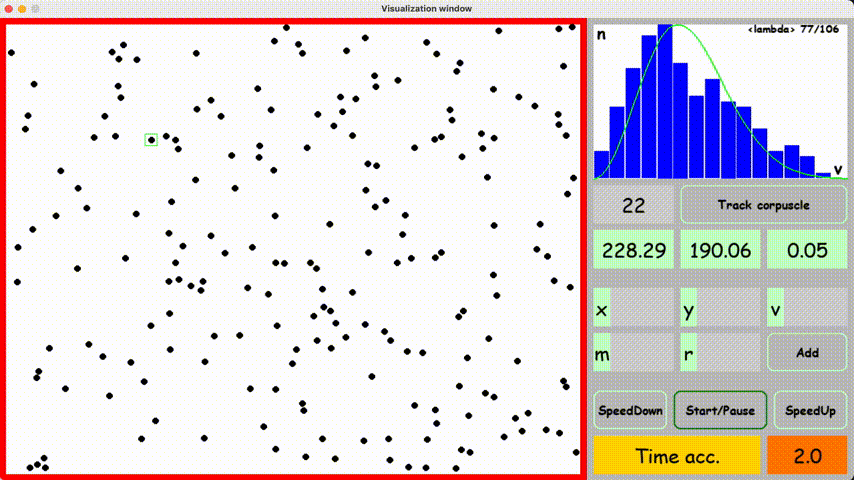 Visualization window
n
<lambda> 77/106
v
22
Track corpuscle
228.29
190.06
0.05
x
y
v
m
r
Add
SpeedDown
Start/Pause
SpeedUp
Time acc.
2.0